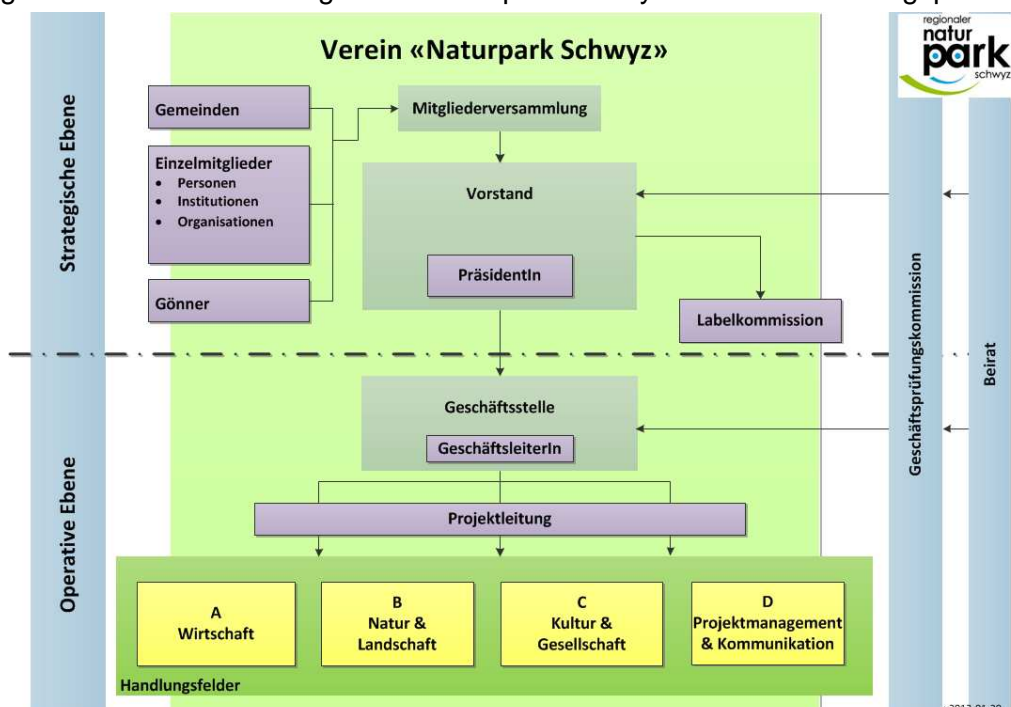 Verein «Naturpark Schwyz»
regionaler
natur
park
schwyz
Strategische Ebene
Gemeinden
Mitgliederversammlung
Einzelmitglieder
• Personen
• Institutionen
• Organisationen
Vorstand
PräsidentIn
Gönner
Labelkommission
Geschäftsprüfungskommission
Beirat
Operative Ebene
Geschäftsstelle
GeschäftsleiterIn
Projektleitung
A
Wirtschaft
B
Natur &
Landschaft
C
Kultur &
Gesellschaft
D
Projektmanagement
& Kommunikation
Handlungsfelder